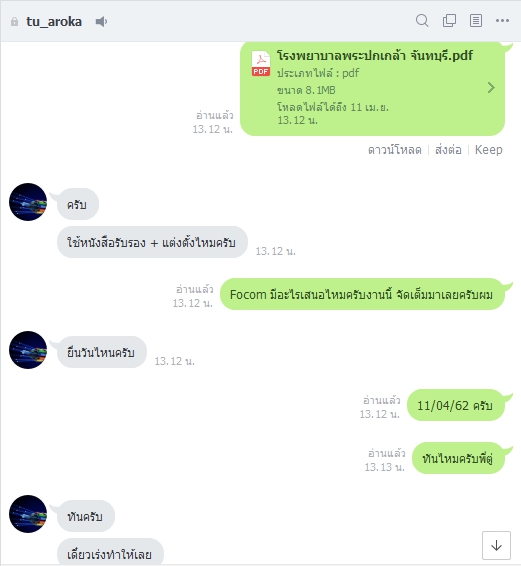 tu_aroka
โรงพยาบาลพระปกเกล้า จันทบุรี.pdf
PDF
ประเภทไฟล์ : pdf
ขนาด 8.1MB
โหลดไฟล์ได้ถึง 11 เม.ย.
อ่านแล้ว
13.12 น.
13.12 น.
ดาวน์โหลด | ส่งต่อ | Keep
ครับ
ใช้หนังสือรับรอง + แต่งตั้งไหมครับ
13.12 น.
อ่านแล้ว
13.12 น.
Focom มีอะไรเสนอไหมครับงานนี้ จัดเต็มมาเลยครับผม
ยื่นวันไหนครับ
13.12 น.
อ่านแล้ว
13.12 น.
11/04/62 ครับ
อ่านแล้ว
13.13 น.
ทันไหมครับพี่ตู่
ทันครับ
เดี๋ยวเร่งทำให้เลย